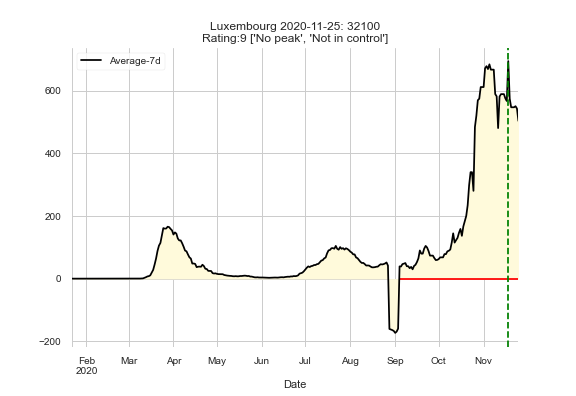 Luxembourg 2020-11-25: 32100
Rating:9 ['No peak', 'Not in control']
Average-7d
600
400
200
0
−200
Feb Mar Apr May Jun Jul Aug Sep Oct Nov
2020
Date